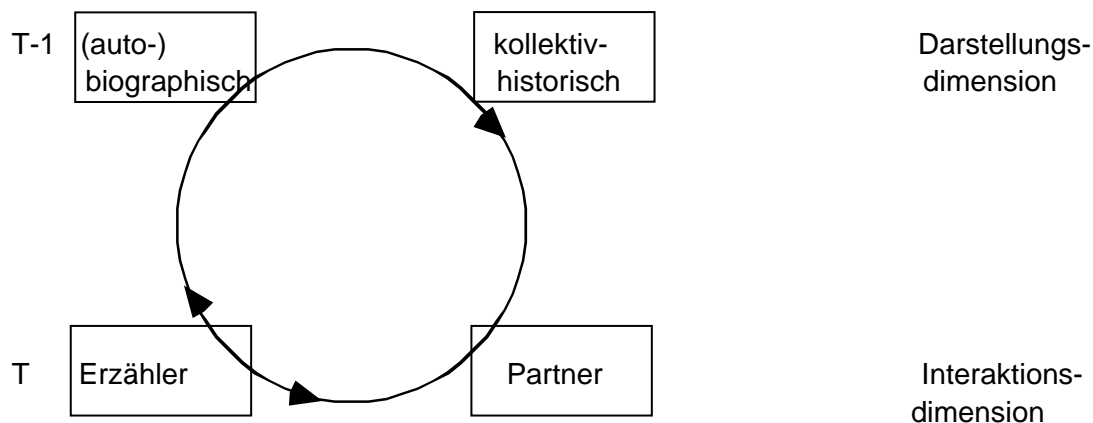 T-1 (auto-) kollektiv- Darstellungs-
biographisch historisch dimension
T Erzähler Partner Interaktions-
dimension